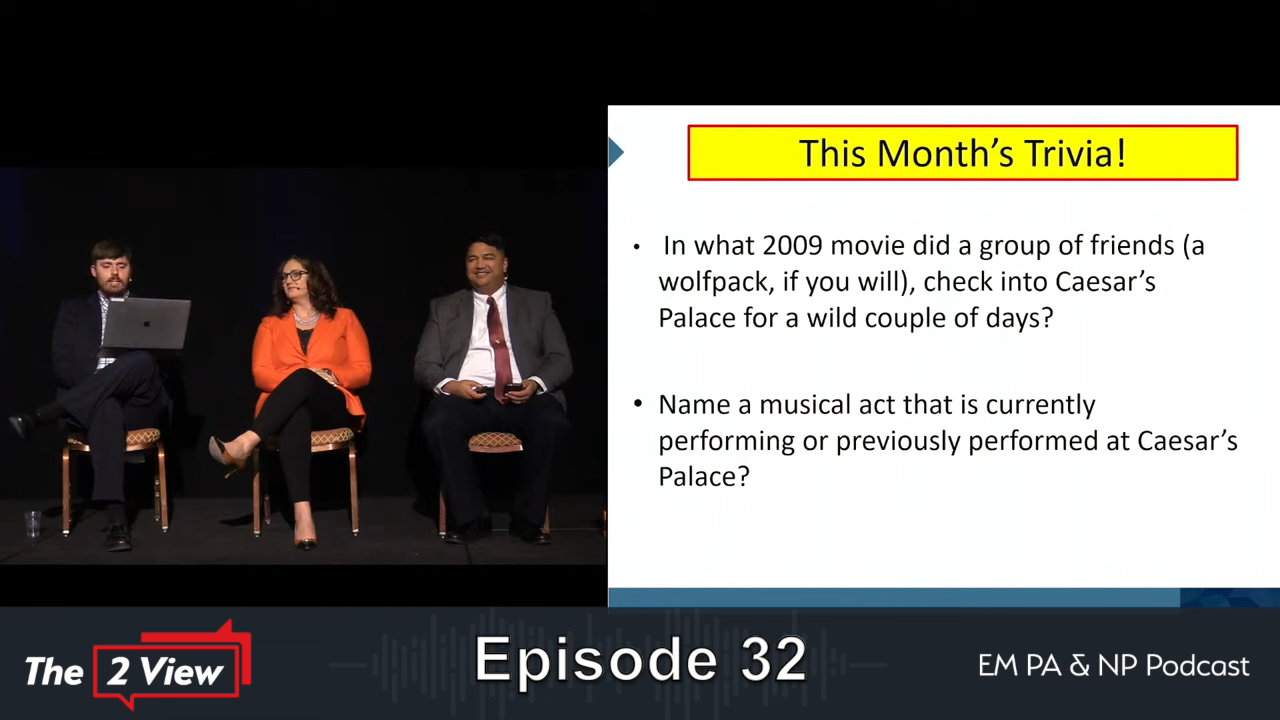 This Month’s Trivia!
• In what 2009 movie did a group of friends (a
wolfpack, if you will), check into Caesar’s
Palace for a wild couple of days?
• Name a musical act that is currently
performing or previously performed at Caesar’s
Palace?
The 2 View
Episode 32
EM PA & NP Podcast